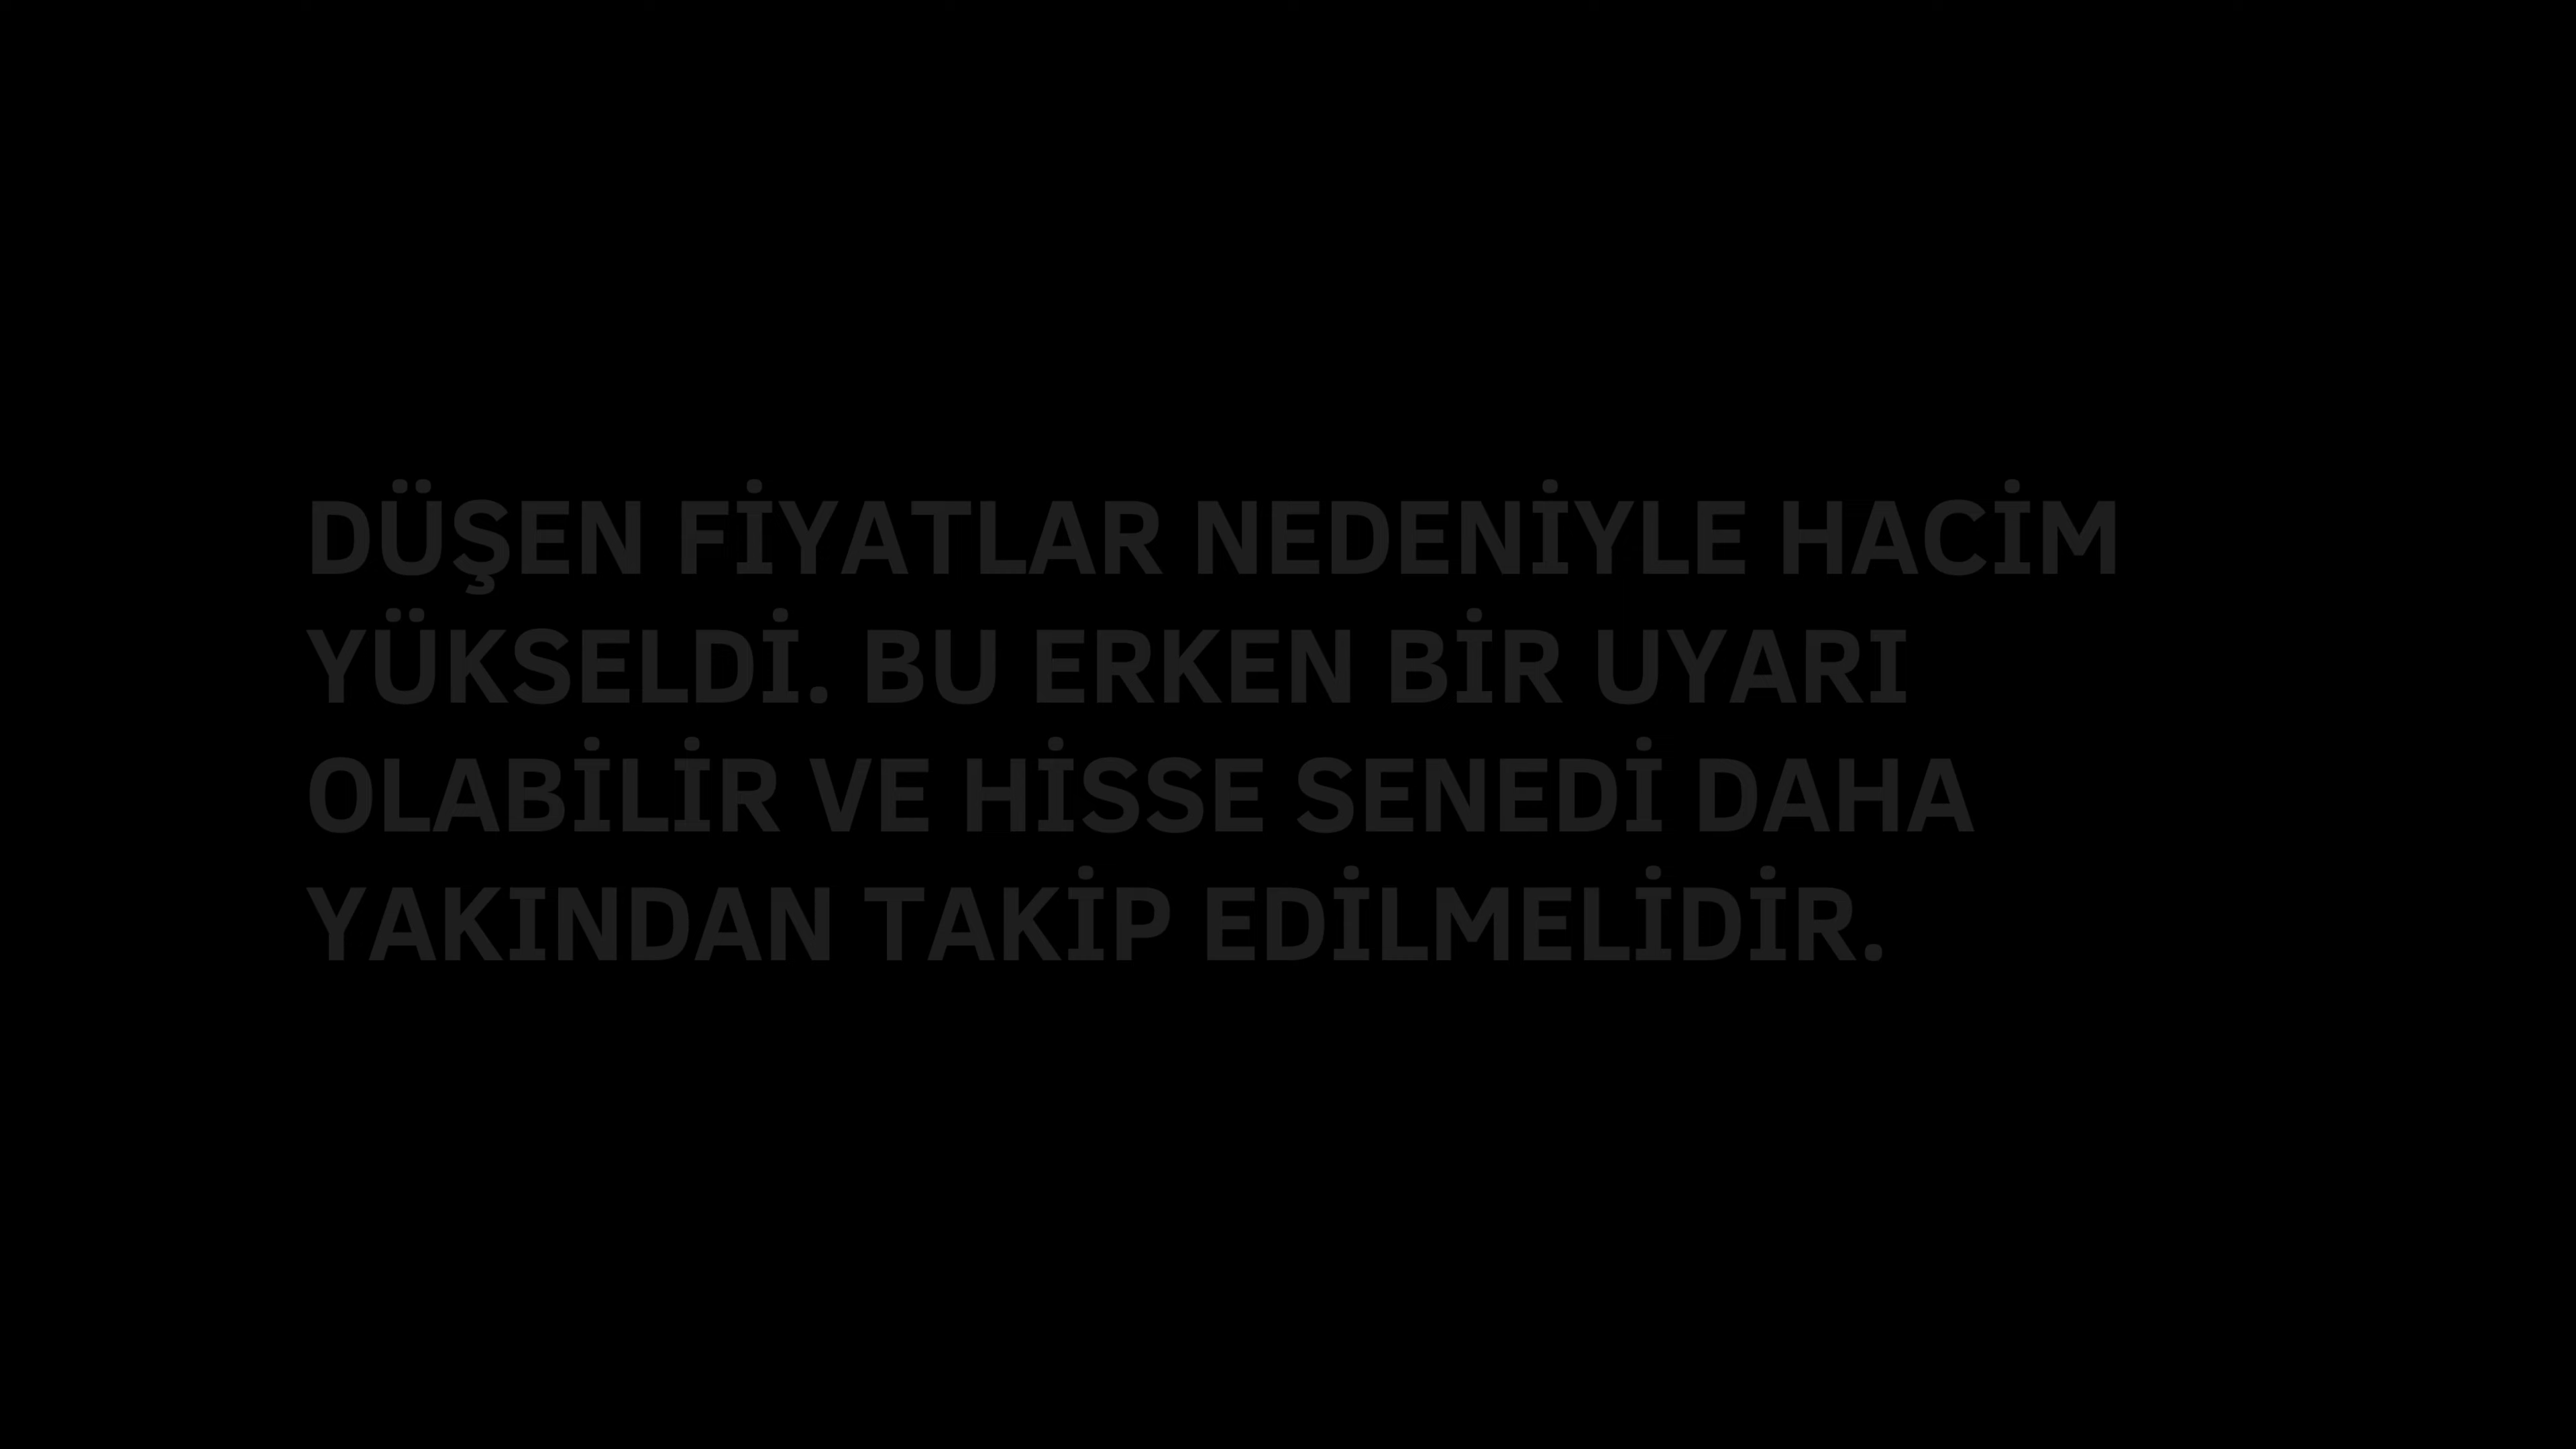 DÜŞEN FİYATLAR NEDENİYLE HACİM
YÜKSELDİ. BU ERKEN BİR UYARI
OLABİLİR VE HİSSE SENEDİ DAHA
YAKINDAN TAKİP EDİLMELİDİR.